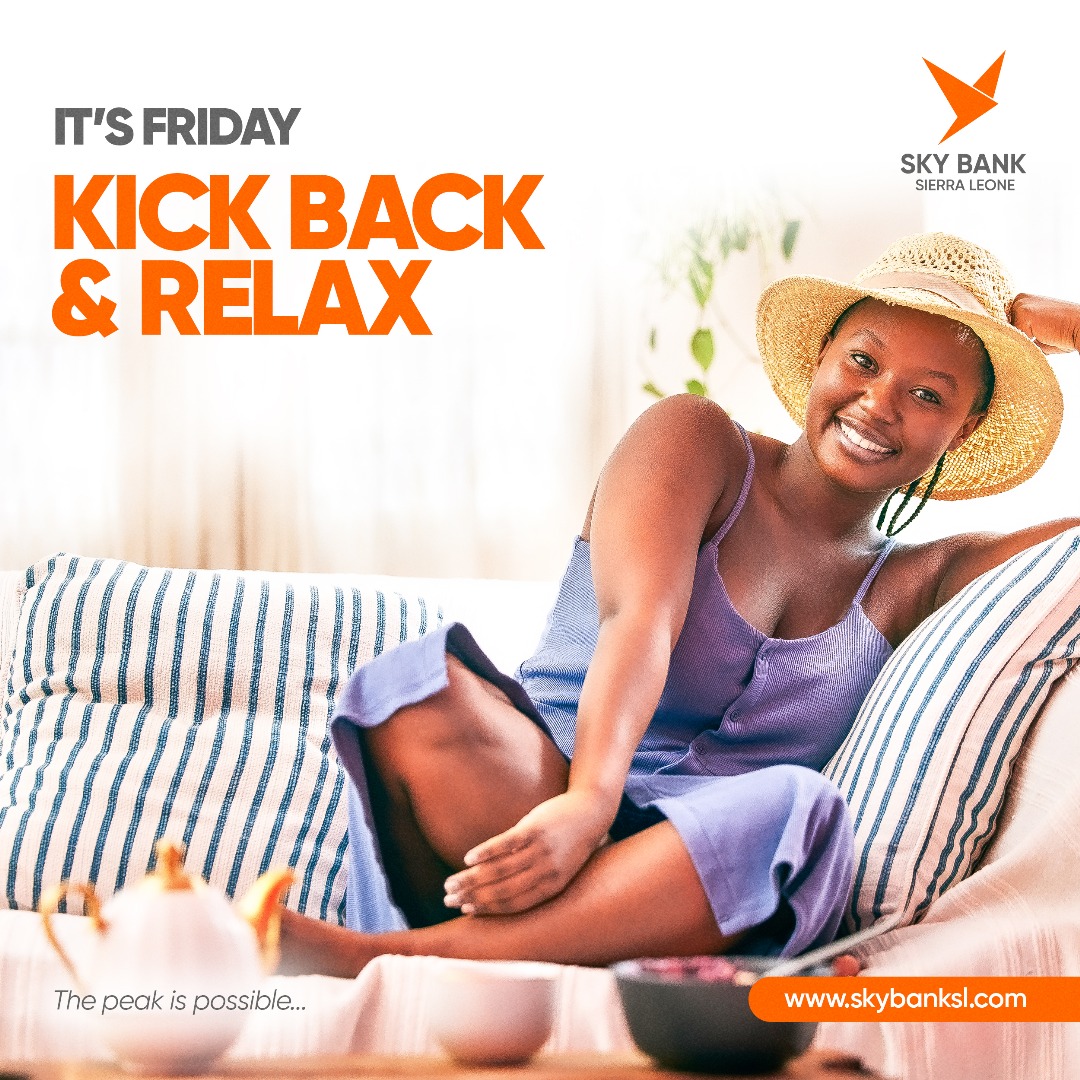 IT'S FRIDAY
KICK BACK
& RELAX
SKY BANK
SIERRA LEONE
The peak is possible...
www.skybanksl.com